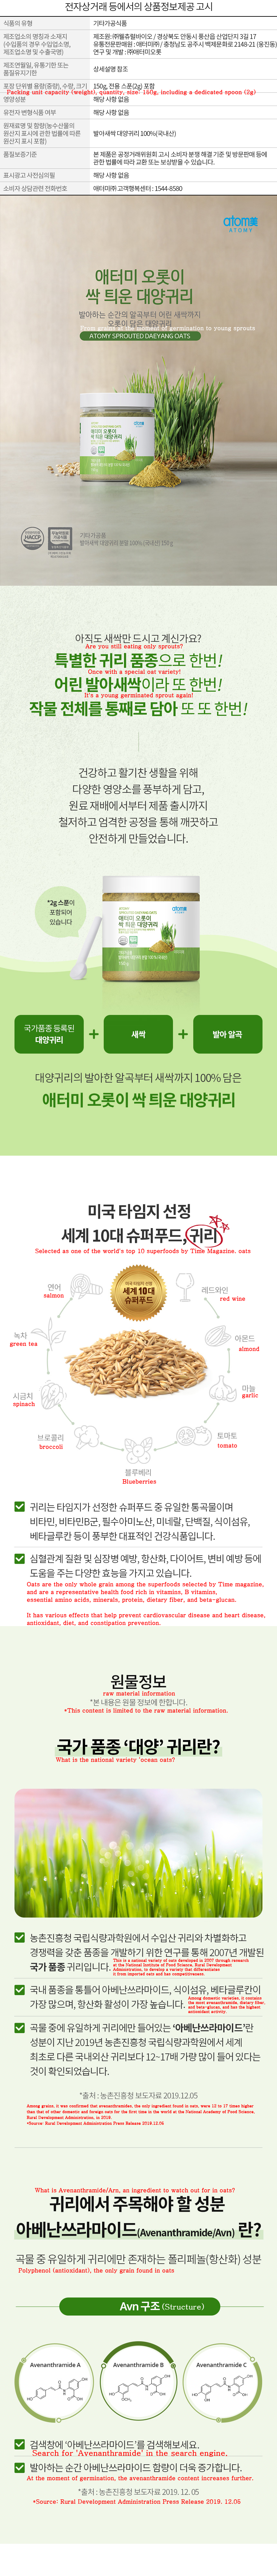 전자상거래 등에서의 상품정보제공 고시
식품의 유형
기타가공식품
제조업소의 명칭과 소재지
(수입품의 경우 수입업소명,
제조업소명 및 수출국명)
제조원:㈜웰츄럴바이오 / 경상북도 안동시 풍산읍 산업단지 3길 17
유통전문판매원 : 애터미㈜ / 충청남도 공주시 백제문화로 2148-21 (웅진동)
연구 및 개발 : ㈜애터미오롯
제조연월일, 유통기한 또는
품질유지기한
상세설명 참조
포장 단위별 용량(중량), 수량, 크기
150g, 전용 스푼(2g) 포함
Packing unit capacity (weight), quantity, size: 150g, including a dedicated spoon (2g)
영양성분
해당 사항 없음
유전자 변형식품 여부
해당 사항 없음
원재료명 및 함량(농수산물의
원산지 표시에 관한 법률에 따른
원산지 표시 포함)
발아새싹 대양귀리 100%(국내산)
품질보증기준
본 제품은 공정거래위원회 고시 소비자 분쟁 해결 기준 및 방문판매 등에
관한 법률에 따라 교환 또는 보상받을 수 있습니다.
표시광고 사전심의필
해당 사항 없음
소비자 상담관련 전화번호
애터미㈜ 고객행복센터 : 1544-8580
atom美
ATOMY
애터미 오롯이
싹 틔운 대양귀리
발아하는 순간의 알곡부터 어린 새싹까지
오롯이 담은 대양귀리
From grains at the moment of germination to young sprouts
ATOMY SPROUTED DAEYANG OATS
애터미 오롯이
싹 틔운 대양귀리
HACCP
기타가공품
발아새싹 대양귀리 분말 100%(국내산) 150g
아직도 새싹만 드시고 계신가요?
Are you still eating only sprouts?
특별한 귀리 품종으로 한번!
Once with a special oat variety!
어린 발아새싹이라 또 한번!
It's a young germinated sprout again!
작물 전체를 통째로 담아 또 또 한번!
건강하고 활기찬 생활을 위해
다양한 영양소를 풍부하게 담고,
원료 재배에서부터 제품 출시까지
철저하고 엄격한 공정을 통해 깨끗하고
안전하게 만들었습니다.
*2g 스푼이
포함되어
있습니다
atom美
애터미 오롯이
싹 틔운 대양귀리
국가품종 등록된
대양귀리
+
새싹
+
발아 알곡
대양귀리의 발아한 알곡부터 새싹까지 100% 담은
애터미 오롯이 싹 틔운 대양귀리
미국 타임지 선정
세계 10대 슈퍼푸드, 귀리
Selected as one of the world's top 10 superfoods by Time Magazine. oats
미국 타임지 선정
세계 10대
슈퍼푸드
연어
salmon
레드와인
red wine
녹차
green tea
아몬드
almond
시금치
spinach
마늘
garlic
브로콜리
broccoli
토마토
tomato
블루베리
Blueberries
귀리는 타임지가 선정한 슈퍼푸드 중 유일한 통곡물이며
비타민, 비타민B군, 필수아미노산, 미네랄, 단백질, 식이섬유,
베타글루칸 등이 풍부한 대표적인 건강식품입니다.
심혈관계 질환 및 심장병 예방, 항산화, 다이어트, 변비 예방 등에
도움을 주는 다양한 효능을 가지고 있습니다.
Oats are the only whole grain among the superfoods selected by Time magazine,
and are a representative health food rich in vitamins, B vitamins,
essential amino acids, minerals, protein, dietary fiber, and beta-glucan.
It has various effects that help prevent cardiovascular disease and heart disease,
antioxidant, diet, and constipation prevention.
원물정보
raw material information
*본 내용은 원물 정보에 한합니다.
*This content is limited to the raw material information.
국가 품종 ‘대양’ 귀리란?
What is the national variety 'ocean oats?
농촌진흥청 국립식량과학원에서 수입산 귀리와 차별화하고
경쟁력을 갖춘 품종을 개발하기 위한 연구를 통해 2007년 개발된
국가 품종 귀리입니다.
This is a national variety of oats developed in 2007 through research
at the National Institute of Food Science, Rural Development
Administration, to develop a variety that differentiates
it from imported oats and has competitiveness.
국내 품종을 통틀어 아베난쓰라마이드, 식이섬유, 베타글루칸이
가장 많으며, 항산화 활성이 가장 높습니다.
Among domestic varieties, it contains
the most avenanthramide, dietary fiber,
and beta-glucan, and has the highest
antioxidant activity.
곡물 중에 유일하게 귀리에만 들어있는 ‘아베난쓰라마이드’란
성분이 지난 2019년 농촌진흥청 국립식량과학원에서 세계
최초로 다른 국내외산 귀리보다 12~17배 가량 많이 들어 있다는
것이 확인되었습니다.
*출처 : 농촌진흥청 보도자료 2019.12.05
Among grains, it was confirmed that avenanthramides, the only ingredient found in oats, were 12 to 17 times higher
than that of other domestic and foreign oats for the first time in the world at the National Academy of Food Science,
Rural Development Administration, in 2019.
*Source: Rural Development Administration Press Release 2019.12.06
What is Avenanthramide/Avn, an ingredient to watch out for in oats?
귀리에서 주목해야 할 성분
아베난쓰라마이드(Avenanthramide/Avn) 란?
곡물 중 유일하게 귀리에만 존재하는 폴리페놀(항산화) 성분
Polyphenol (antioxidant), the only grain found in oats
Avn 구조 (Structure)
Avenanthramide A
Avenanthramide B
Avenanthramide C
검색창에 ‘아베난쓰라마이드’를 검색해보세요.
Search for 'Avenanthramide' in the search engine.
발아하는 순간 아베난쓰라마이드 함량이 더욱 증가합니다.
At the moment of germination, the avenanthramide content increases further.
*출처 : 농촌진흥청 보도자료 2019. 12. 05
*Source: Rural Development Administration Press Release 2019. 12.06